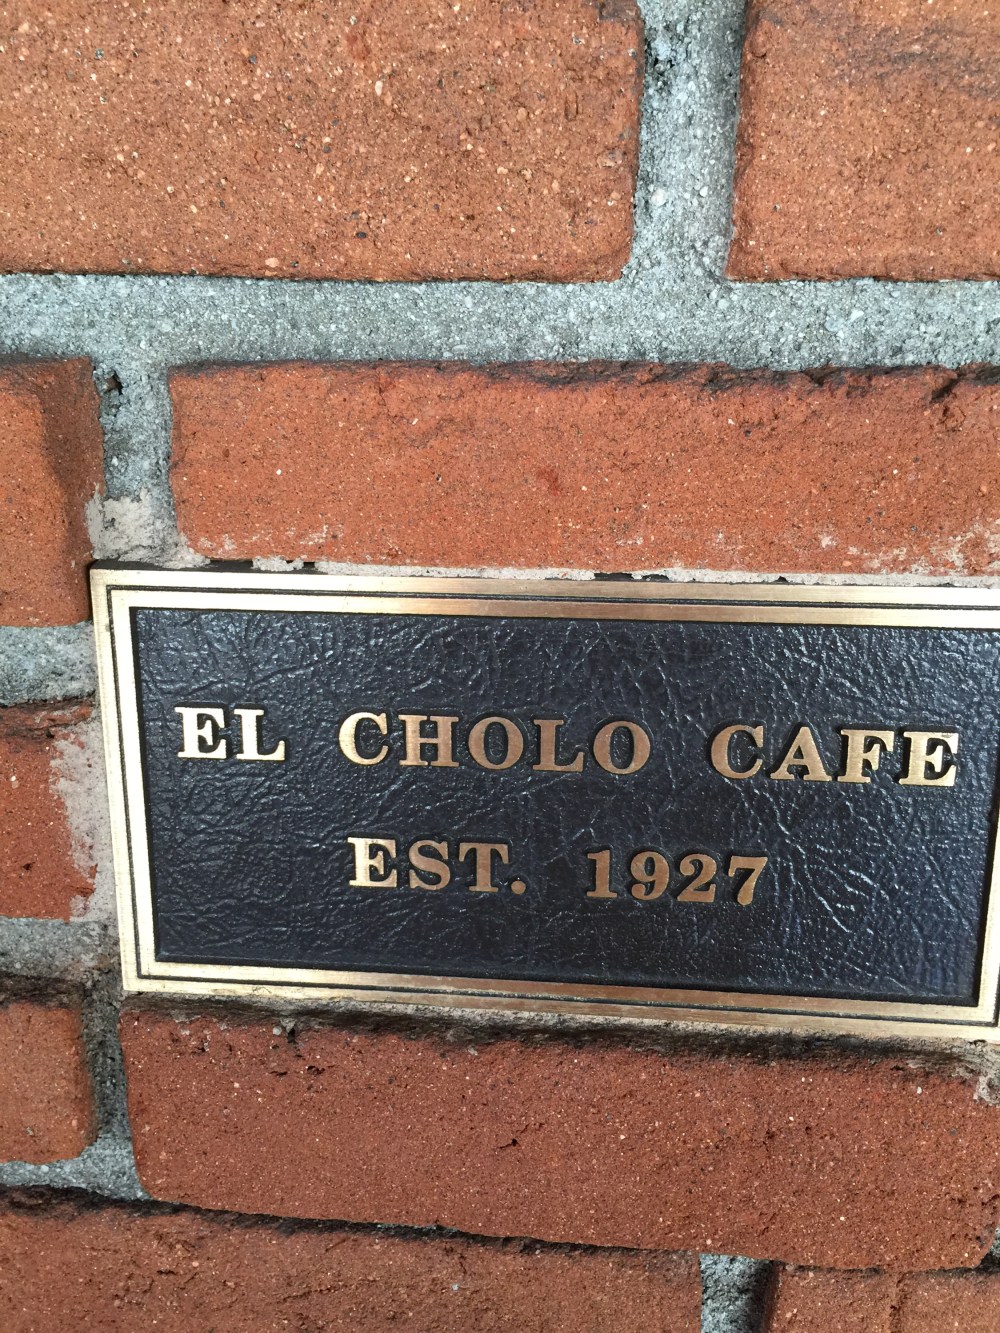 EL CHOLO CAFE
EST. 1927